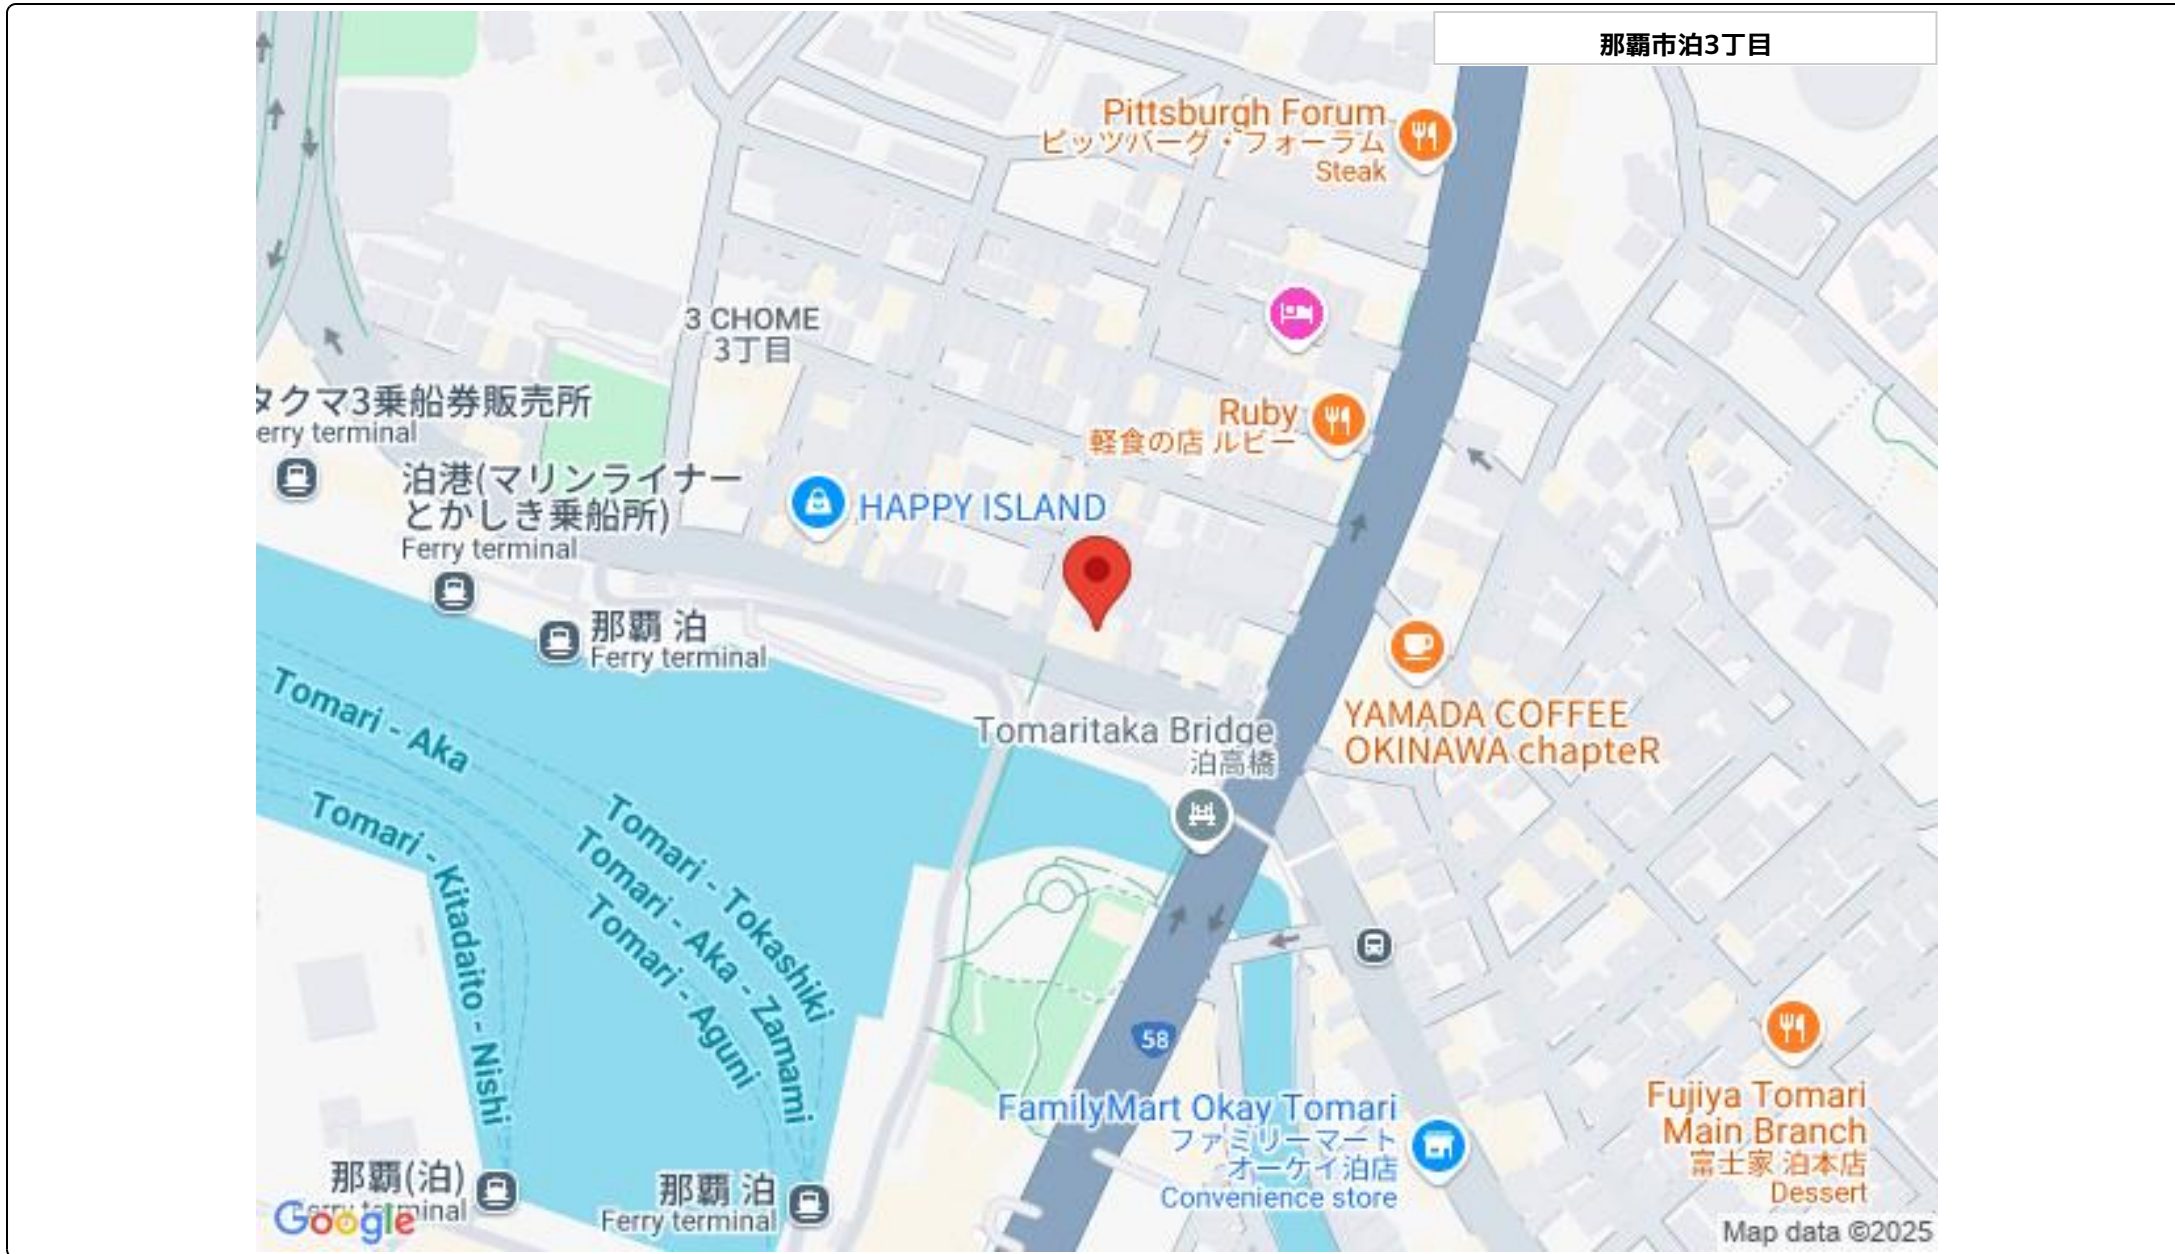 那覇市泊3丁目
Pittsburgh Forum
ピッツバーグ・フォーラム
Steak
3 CHOME
3丁目
タクマ3乗船券販売所
erry terminal
Ruby
軽食の店 ルビー
泊港(マリンライナー
とかしき乗船所)
Ferry terminal
HAPPY ISLAND
那覇 泊
Ferry terminal
Tomari - Aka
Tomaritaka Bridge
泊高橋
YAMADA COFFEE
OKINAWA chapteR
Tomari - Kitadaito - Nishi
Tomari - Tokashiki
Tomari - Aka - Zamami
Tomari - Aguni
58
FamilyMart Okay Tomari
ファミリーマート
オーケイ泊店
Convenience store
Fujiya Tomari
Main Branch
富士家 泊本店
Dessert
那覇(泊)
Ferry terminal
那覇 泊
Ferry terminal
Google
Map data ©2025